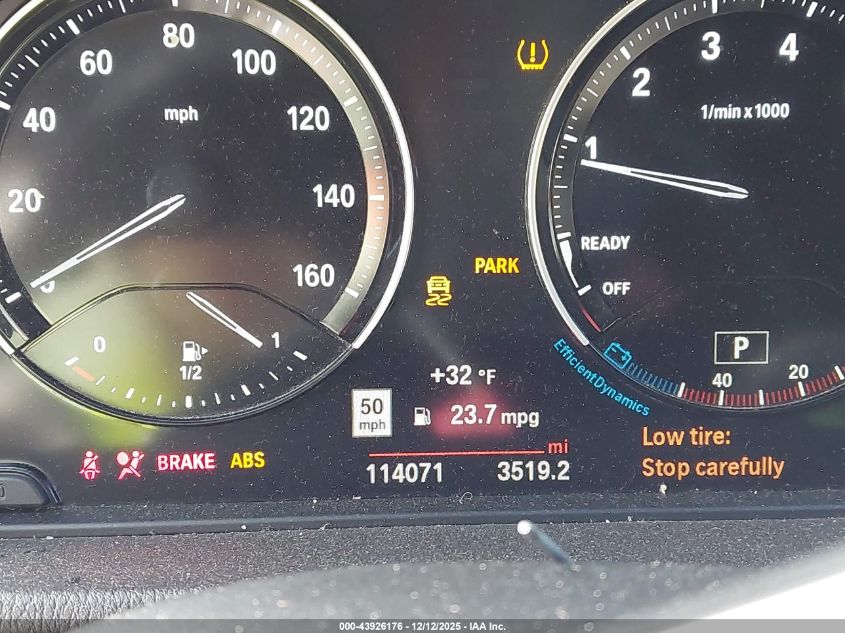 80
60
100
40
mph
120
20
140
0
160
0
1
1/2
2
3
4
1/min x 1000
1
READY
OFF
PARK
P
40
20
EfficientDynamics
+32 °F
50
mph
23.7 mpg
mi
114071
3519.2
BRAKE
ABS
Low tire:
Stop carefully
000-43926176 - 12/12/2025 - IAA Inc.